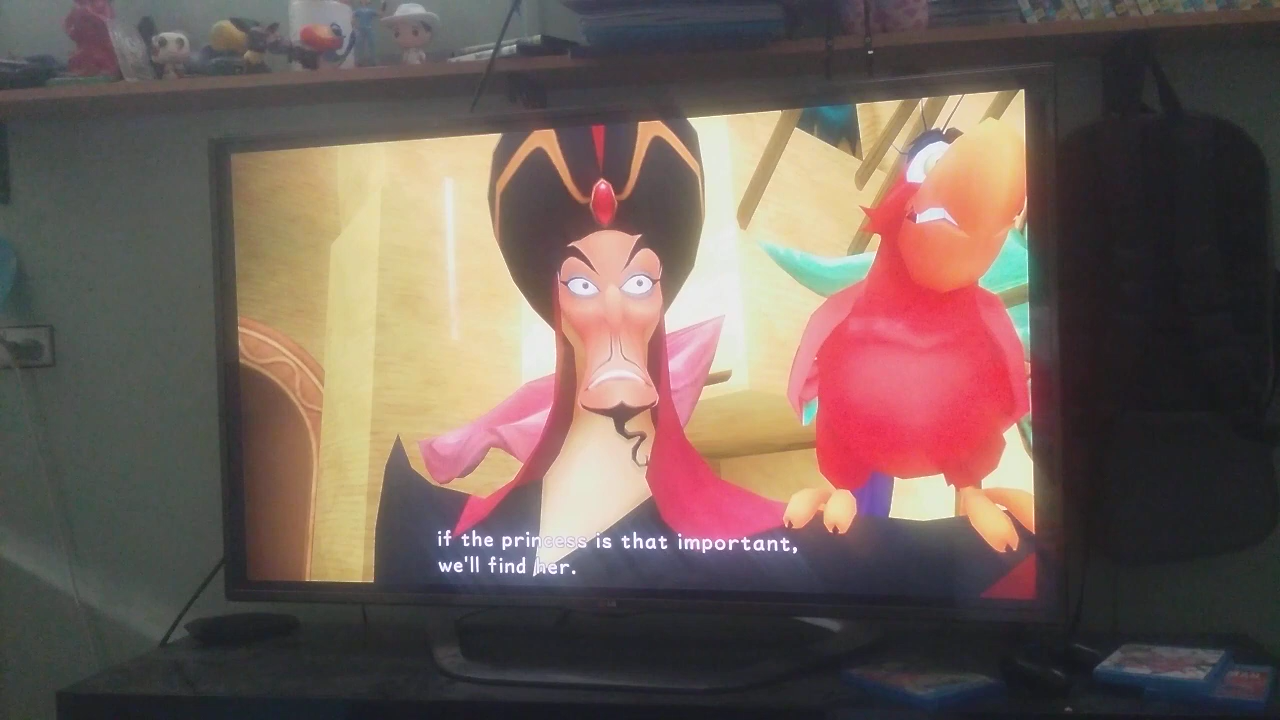 if the princess is that important,
we'll find her.